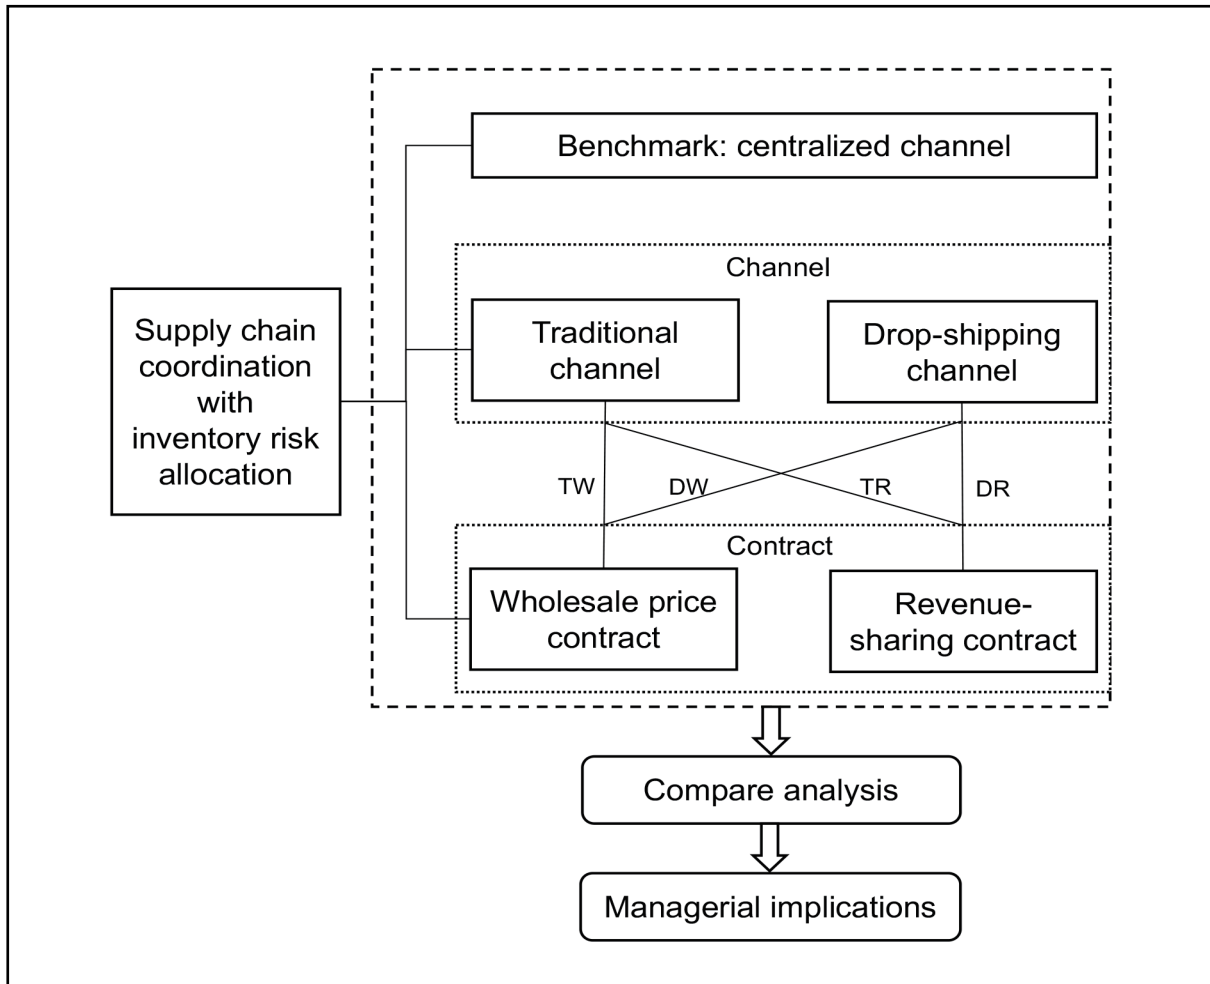 Benchmark: centralized channel
Channel
Supply chain
coordination
with
inventory risk
allocation
Traditional
channel
Drop-shipping
channel
TW
DW
TR
DR
Contract
Wholesale price
contract
Revenue-
sharing contract
Compare analysis
Managerial implications